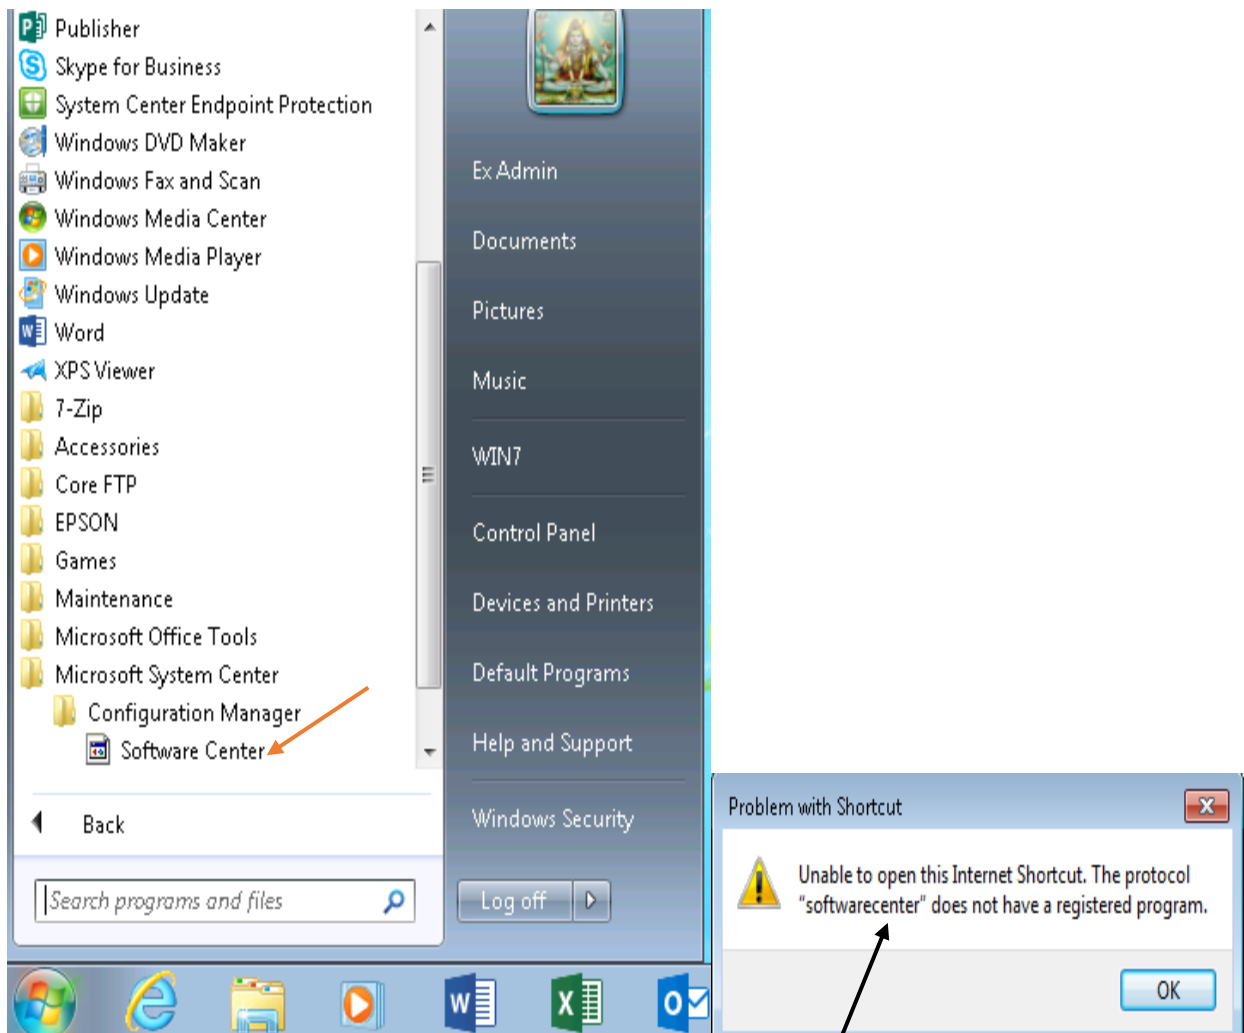 Publisher
Skype for Business
System Center Endpoint Protection
Windows DVD Maker
Windows Fax and Scan
Windows Media Center
Windows Media Player
Windows Update
Word
XPS Viewer
7-Zip
Accessories
Core FTP
EPSON
Games
Maintenance
Microsoft Office Tools
Microsoft System Center
Configuration Manager
Software Center
Back
Search programs and files
Ex Admin
Documents
Pictures
Music
WIN7
Control Panel
Devices and Printers
Default Programs
Help and Support
Windows Security
Log off
Problem with Shortcut
Unable to open this Internet Shortcut. The protocol
"softwarecenter" does not have a registered program.
OK